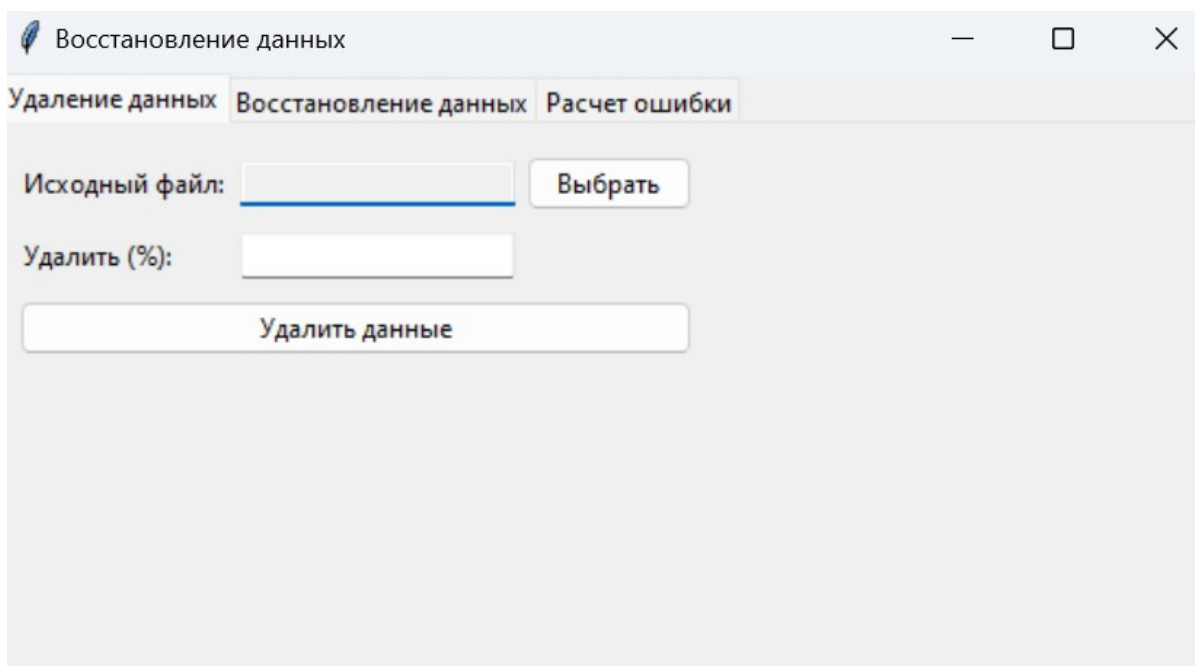 Восстановление данных
Удаление данных Восстановление данных Расчет ошибки
Исходный файл: Выбрать
Удалить (%):
Удалить данные